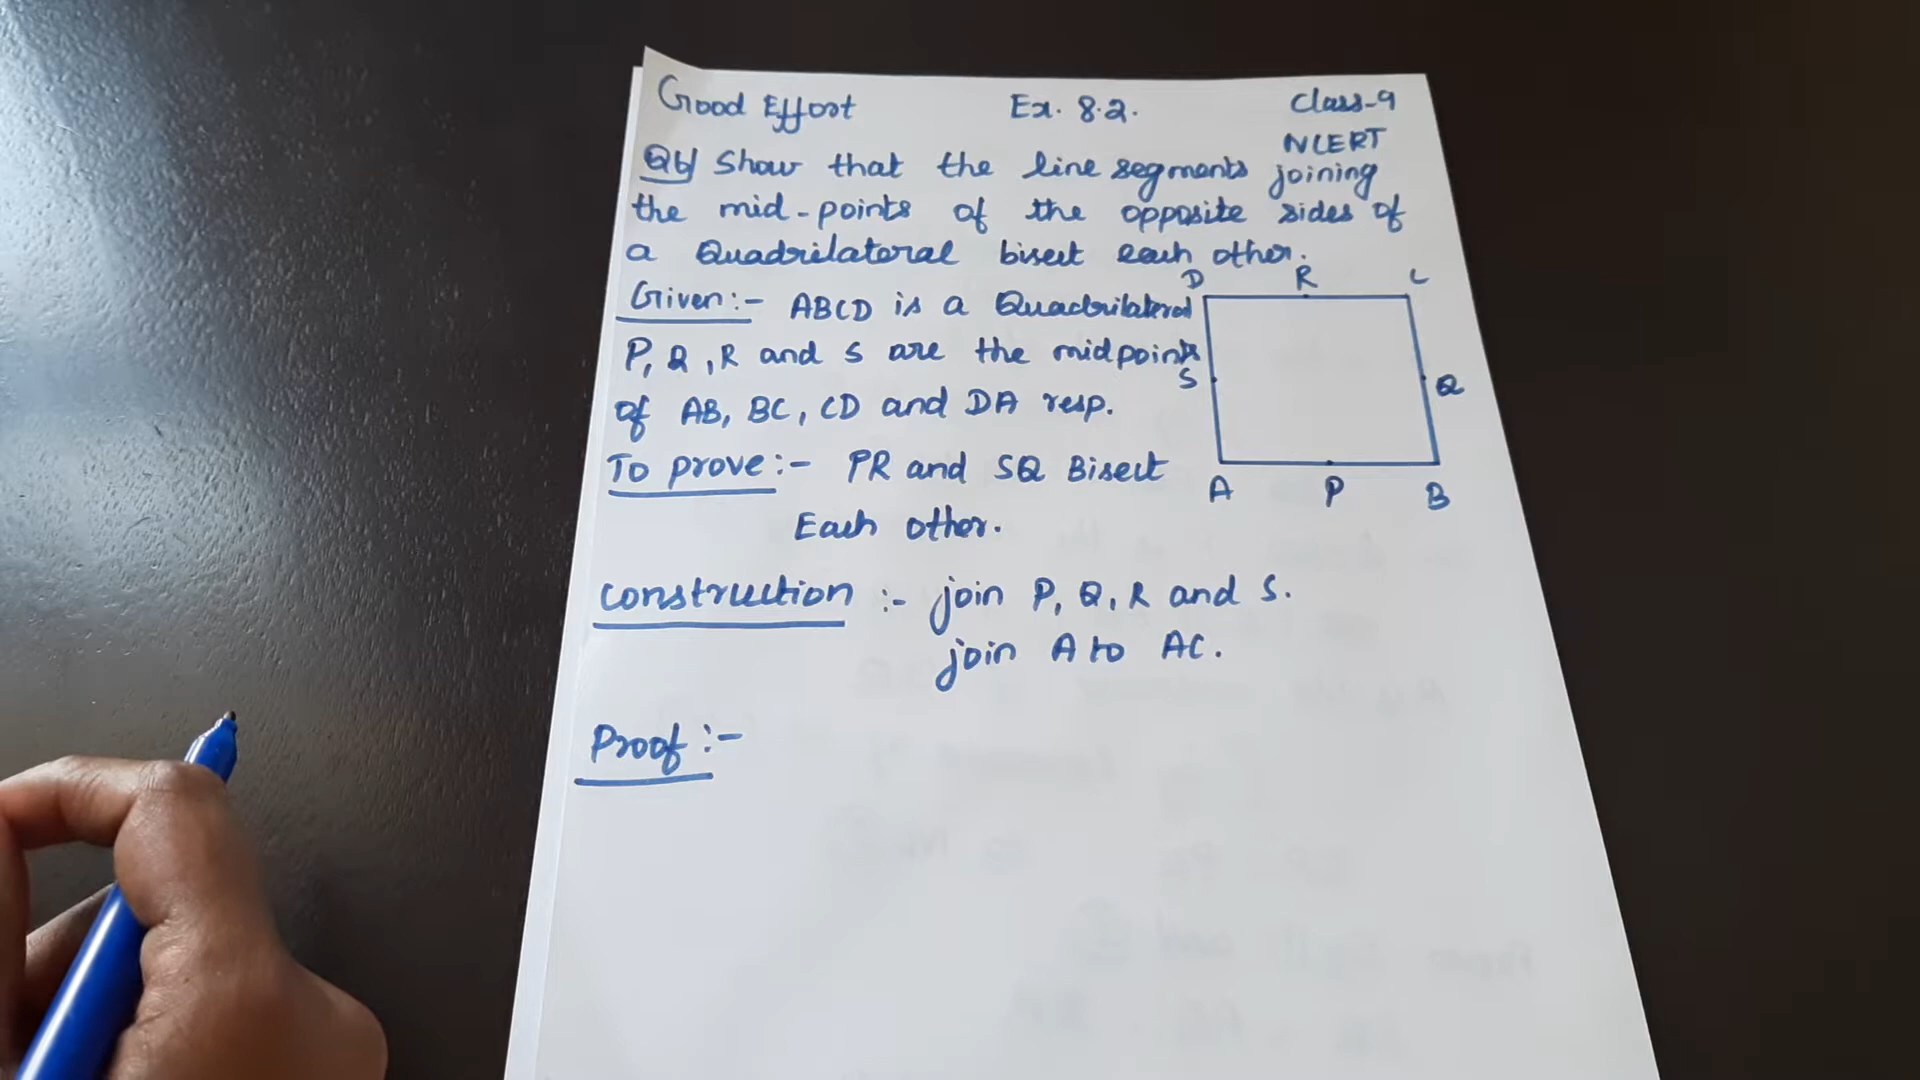 Good Effort Ex. 8.2. Class-9
NCERT
Q6) Show that the line segments joining
the mid-points of the opposite sides of
a Quadrilateral bisect each other.
Given:- ABCD is a Quadrilateral
P, Q, R and S are the midpoints
of AB, BC, CD and DA resp.
To prove:- PR and SQ Bisect
Each other.
construction :- join P, Q, R and S.
join A to AC.
Proof:-
D R C
S Q
A P B